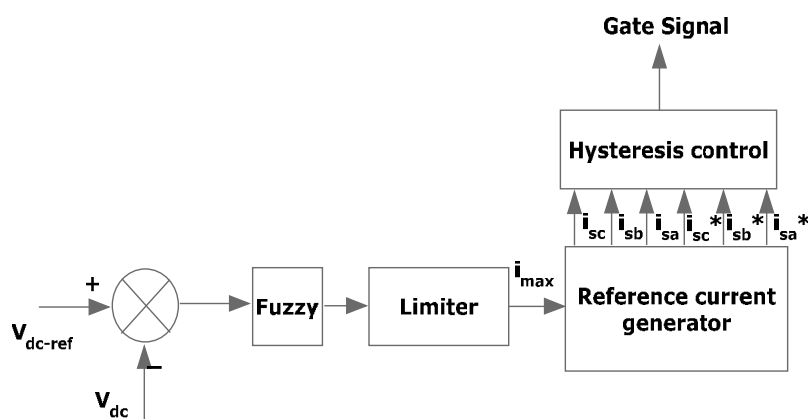 Gate Signal
Hysteresis control
isc isb isa isc* isb* isa*
+
Vdc-ref
−
Vdc
Fuzzy
Limiter
imax
Reference current
generator